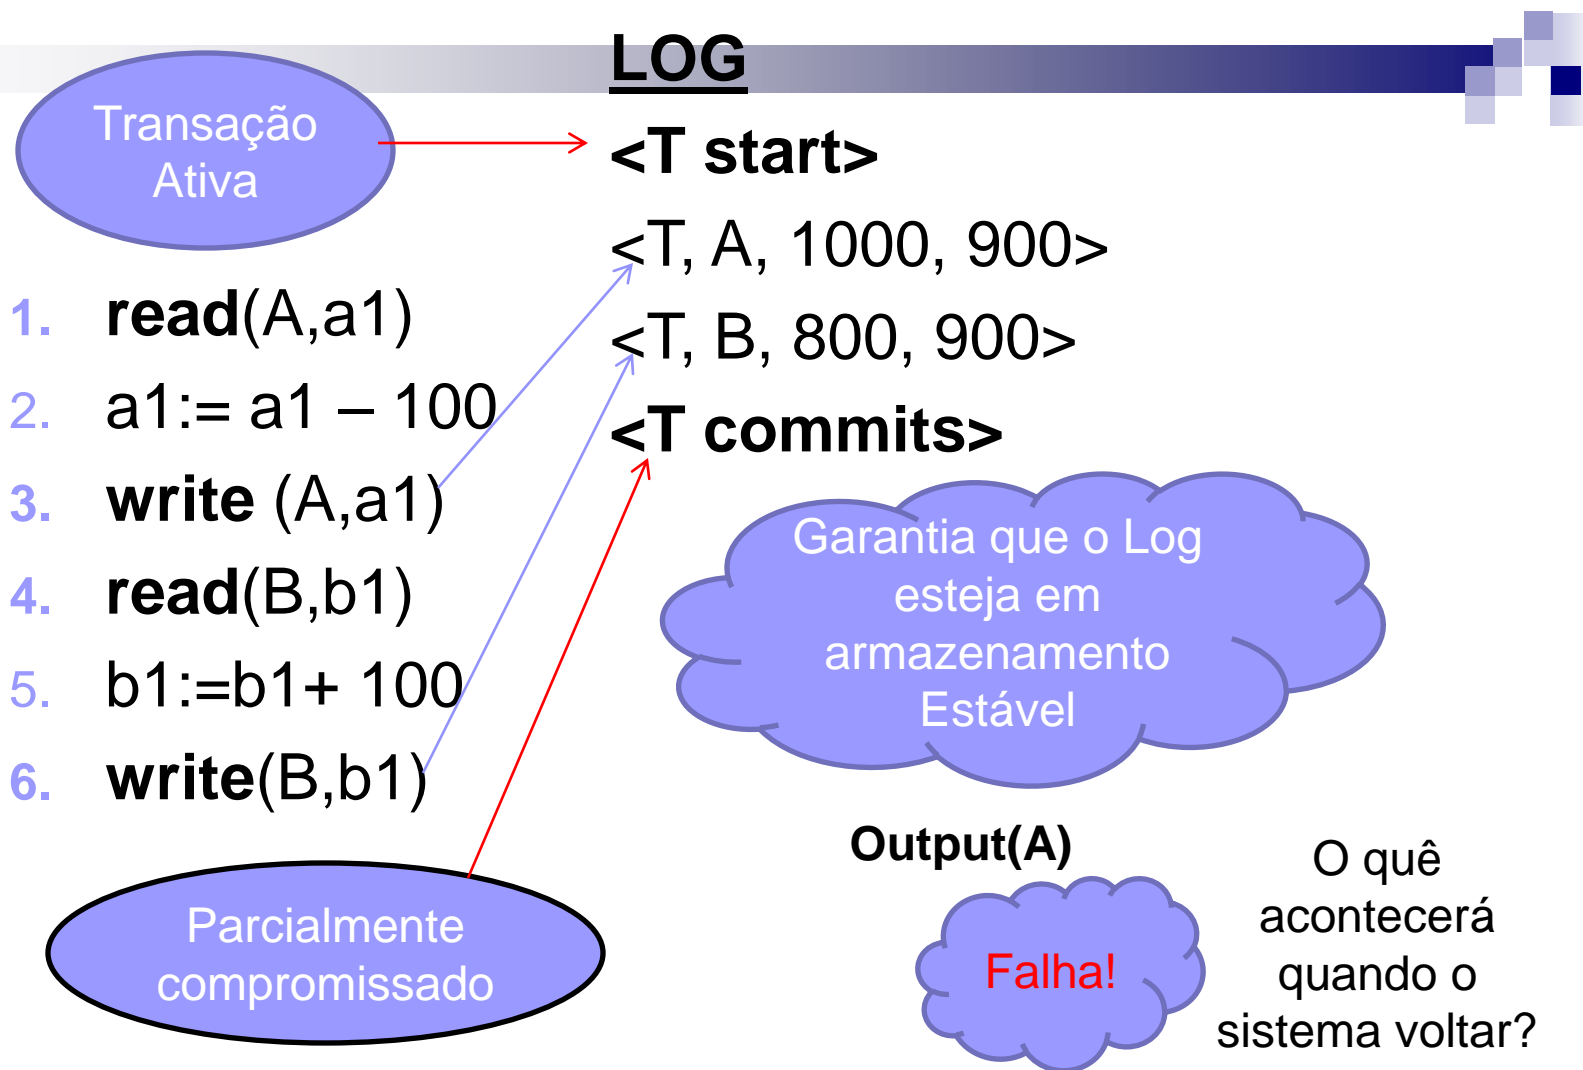 LOG
Transação
Ativa
<T start>
<T, A, 1000, 900>
<T, B, 800, 900>
<T commits>
1. read(A,a1)
2. a1:= a1 – 100
3. write (A,a1)
4. read(B,b1)
5. b1:=b1+ 100
6. write(B,b1)
Garantia que o Log
esteja em
armazenamento
Estável
Parcialmente
compromissado
Output(A)
Falha!
O quê
acontecerá
quando o
sistema voltar?